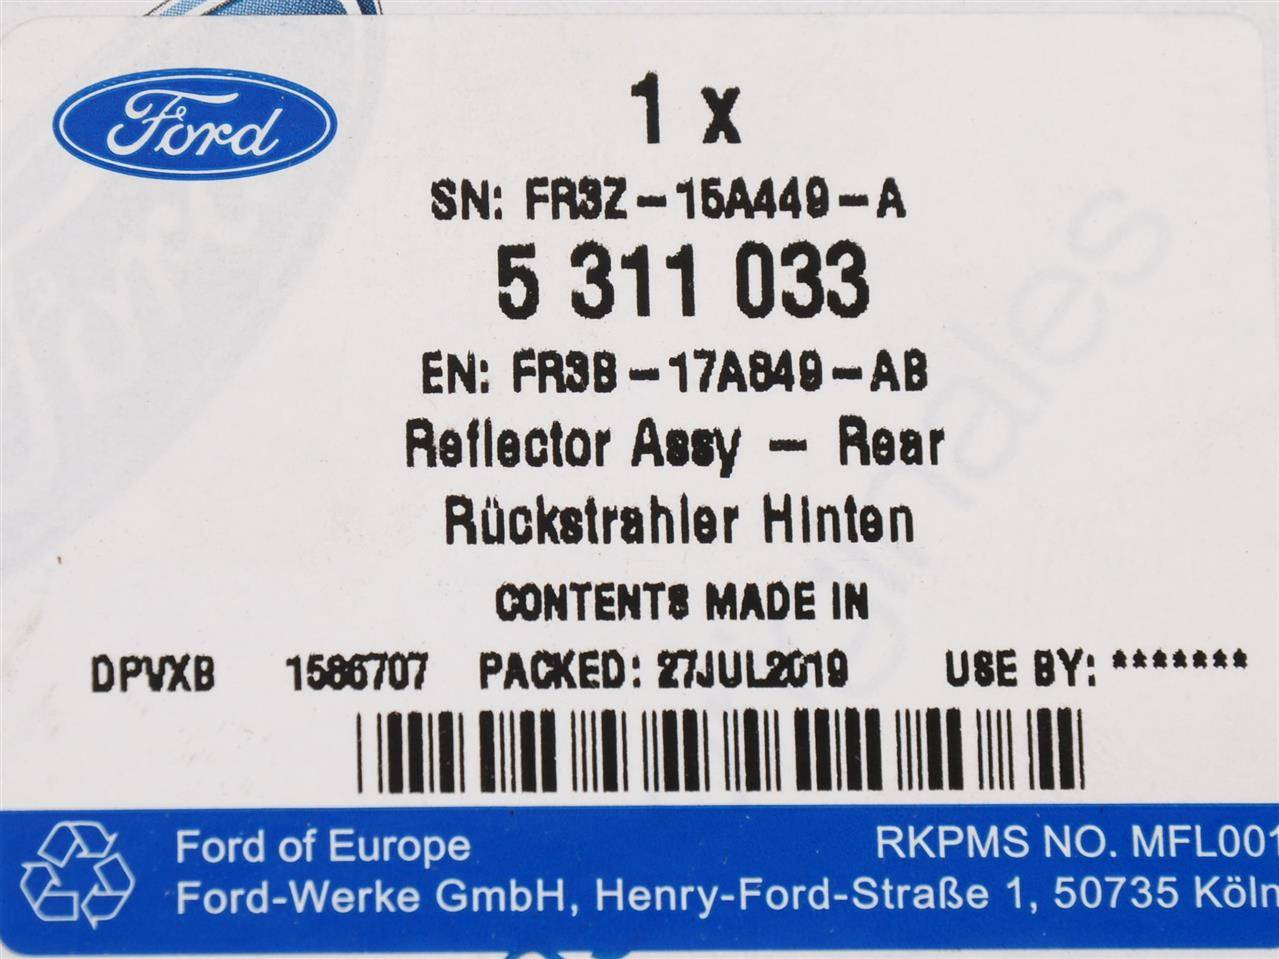 Ford
1 x
SN: FR3Z-15A449-A
5 311 033
EN: FR3B-17A849-AB
Reflector Assy - Rear
Rückstrahler Hinten
CONTENTS MADE IN
DPVXB 1586707 PACKED: 27JUL2019 USE BY: *******
Ford of Europe RKPMS NO. MFL001
Ford-Werke GmbH, Henry-Ford-Straße 1, 50735 Köln